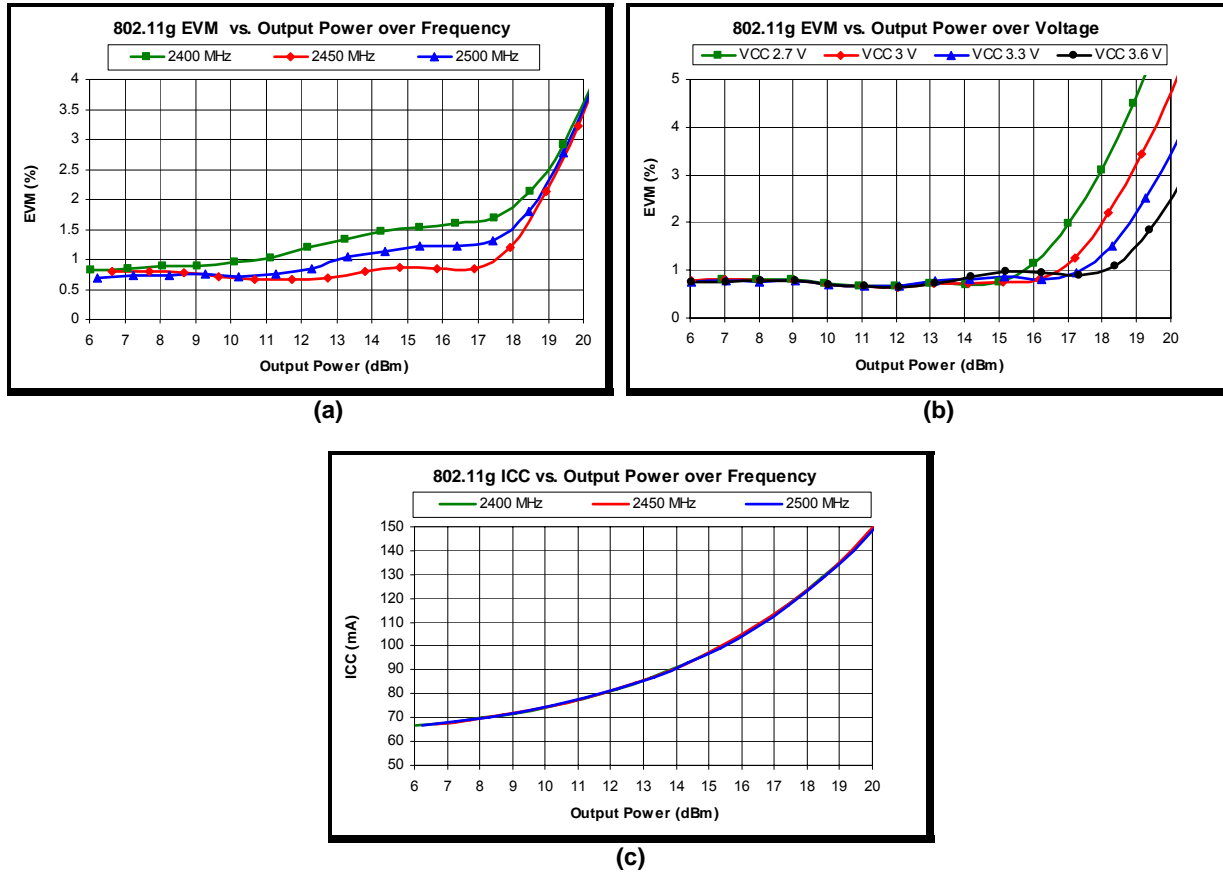 802.11g EVM vs. Output Power over Frequency
2400 MHz 2450 MHz 2500 MHz
4
3.5
3
2.5
2
1.5
1
0.5
0
EVM (%)
6 7 8 9 10 11 12 13 14 15 16 17 18 19 20
Output Power (dBm)
(a)
802.11g EVM vs. Output Power over Voltage
VCC 2.7 V VCC 3 V VCC 3.3 V VCC 3.6 V
5
4
3
2
1
0
EVM (%)
6 7 8 9 10 11 12 13 14 15 16 17 18 19 20
Output Power (dBm)
(b)
802.11g ICC vs. Output Power over Frequency
2400 MHz 2450 MHz 2500 MHz
150
140
130
120
110
100
90
80
70
60
50
ICC (mA)
6 7 8 9 10 11 12 13 14 15 16 17 18 19 20
Output Power (dBm)
(c)